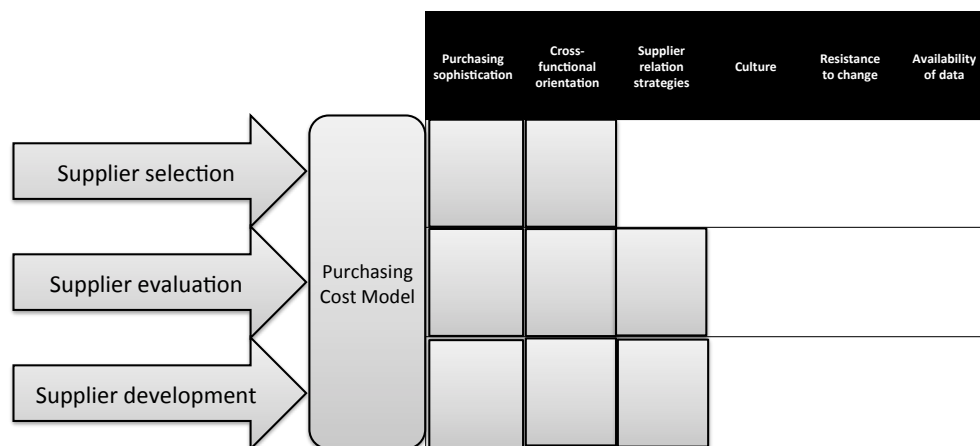 Purchasing
sophistication
Cross-
functional
orientation
Supplier
relation
strategies
Culture
Resistance
to change
Availability
of data
Supplier selection
Supplier evaluation
Supplier development
Purchasing
Cost Model